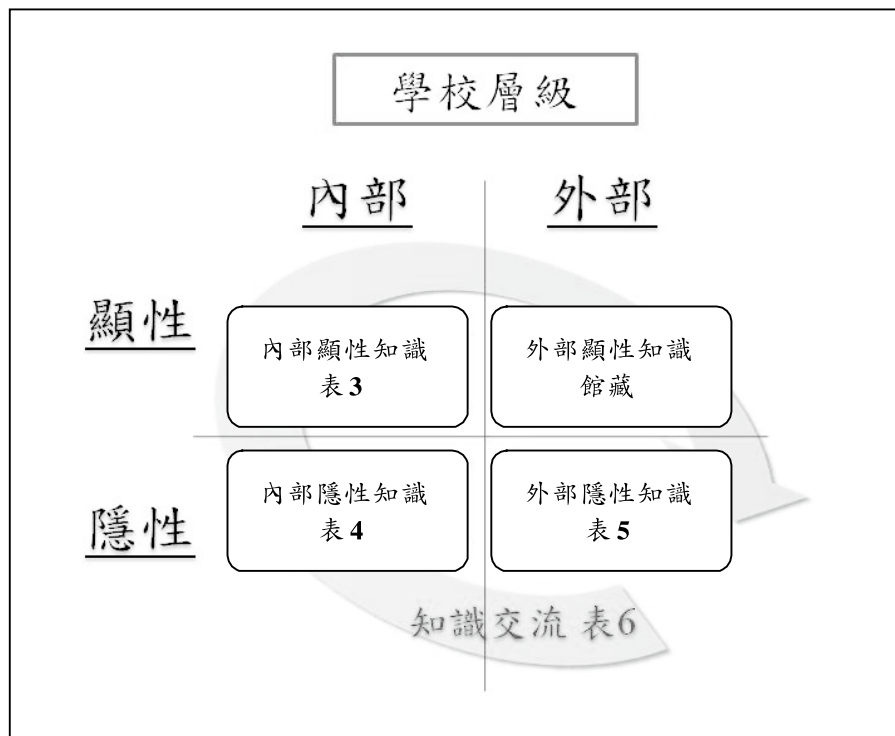 學校層級
內部
外部
顯性
內部顯性知識
表3
外部顯性知識
館藏
隱性
內部隱性知識
表4
外部隱性知識
表5
知識交流 表6